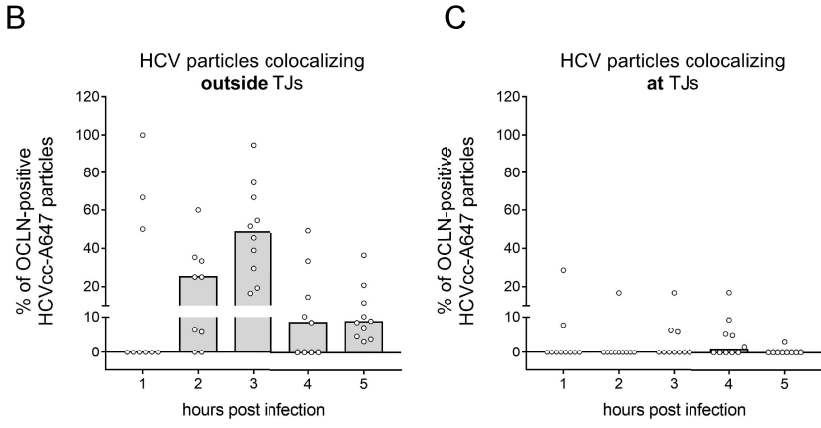 B
HCV particles colocalizing
outside TJs
% of OCLN-positive
HCVcc-A647 particles
120
100
80
60
40
20
10
0
1 2 3 4 5
hours post infection
C
HCV particles colocalizing
at TJs
% of OCLN-positive
HCVcc-A647 particles
120
100
80
60
40
20
10
0
1 2 3 4 5
hours post infection